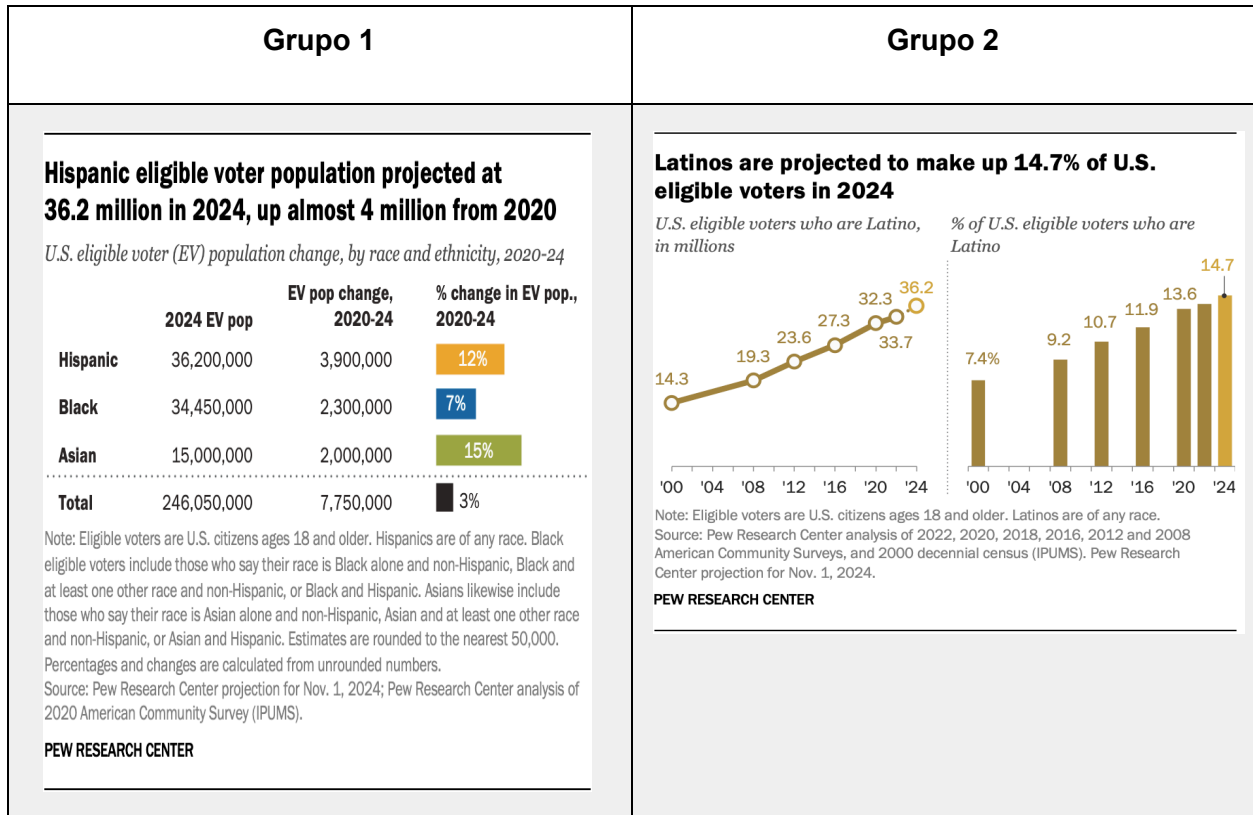 Grupo 1
Hispanic eligible voter population projected at
36.2 million in 2024, up almost 4 million from 2020
U.S. eligible voter (EV) population change, by race and ethnicity, 2020-24
2024 EV pop
EV pop change,
2020-24
% change in EV pop.,
2020-24
Hispanic 36,200,000 3,900,000 12%
Black 34,450,000 2,300,000 7%
Asian 15,000,000 2,000,000 15%
Total 246,050,000 7,750,000 3%
Note: Eligible voters are U.S. citizens ages 18 and older. Hispanics are of any race. Black
eligible voters include those who say their race is Black alone and non-Hispanic, Black and
at least one other race and non-Hispanic, or Black and Hispanic. Asians likewise include
those who say their race is Asian alone and non-Hispanic, Asian and at least one other race
and non-Hispanic, or Asian and Hispanic. Estimates are rounded to the nearest 50,000.
Percentages and changes are calculated from unrounded numbers.
Source: Pew Research Center projection for Nov. 1, 2024; Pew Research Center analysis of
2020 American Community Survey (IPUMS).
PEW RESEARCH CENTER
Grupo 2
Latinos are projected to make up 14.7% of U.S.
eligible voters in 2024
U.S. eligible voters who are Latino,
in millions
14.3
19.3
23.6
27.3
32.3
33.7
36.2
'00 '04 '08 '12 '16 '20 '24
% of U.S. eligible voters who are
Latino
7.4%
9.2
10.7
11.9
13.6
14.7
'00 '04 '08 '12 '16 '20 '24
Note: Eligible voters are U.S. citizens ages 18 and older. Latinos are of any race.
Source: Pew Research Center analysis of 2022, 2020, 2018, 2016, 2012 and 2008
American Community Surveys, and 2000 decennial census (IPUMS). Pew Research
Center projection for Nov. 1, 2024.
PEW RESEARCH CENTER